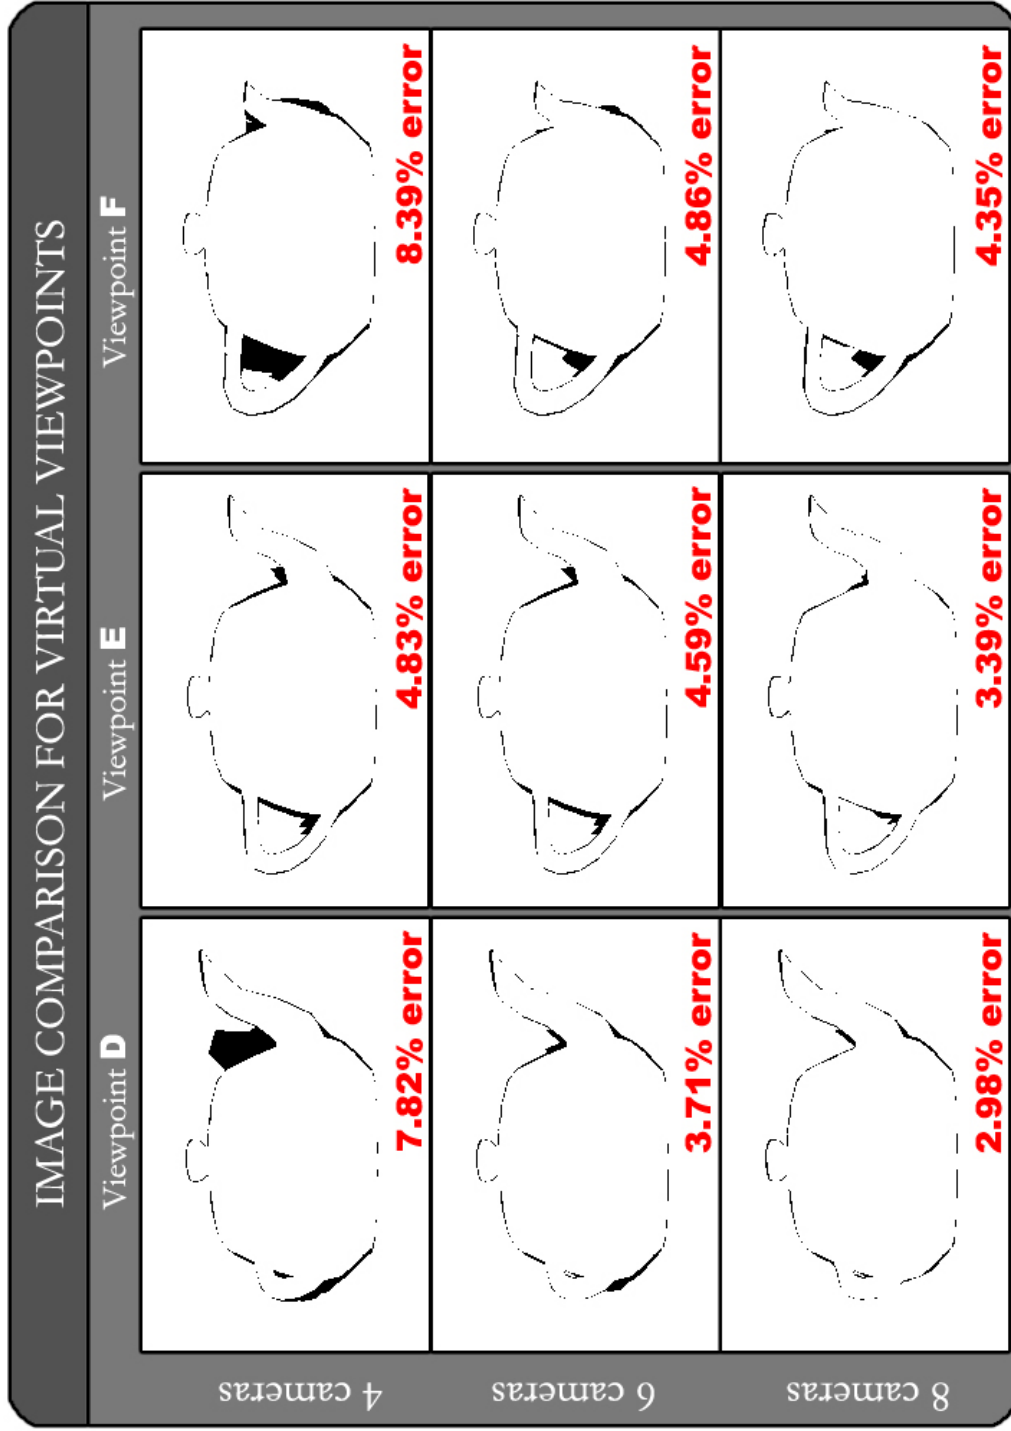 IMAGE COMPARISON FOR VIRTUAL VIEWPOINTS
Viewpoint D
Viewpoint E
Viewpoint F
4 cameras
7.82% error
4.83% error
8.39% error
6 cameras
3.71% error
4.59% error
4.86% error
8 cameras
2.98% error
3.39% error
4.35% error